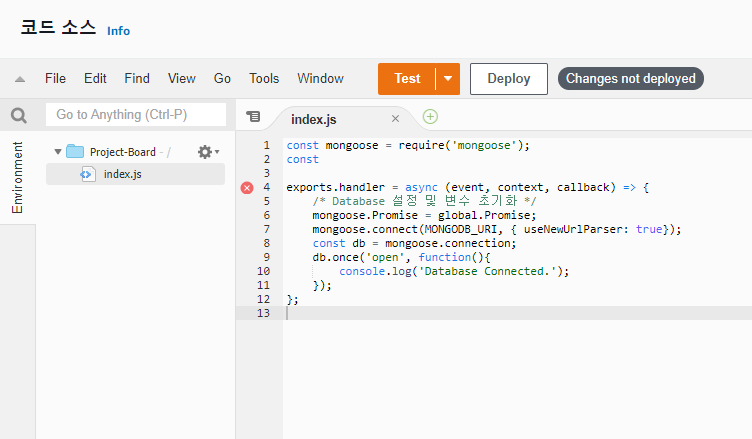 코드 소스 Info
File Edit Find View Go Tools Window Test Deploy Changes not deployed
Go to Anything (Ctrl-P)
index.js
Environment
Project-Board - /
index.js
1 const mongoose = require('mongoose');
2 const
3
4 exports.handler = async (event, context, callback) => {
5 /* Database 설정 및 변수 초기화 */
6 mongoose.Promise = global.Promise;
7 mongoose.connect(MONGODB_URI, { useNewUrlParser: true});
8 const db = mongoose.connection;
9 db.once('open', function(){
10 console.log('Database Connected.');
11 });
12 };
13